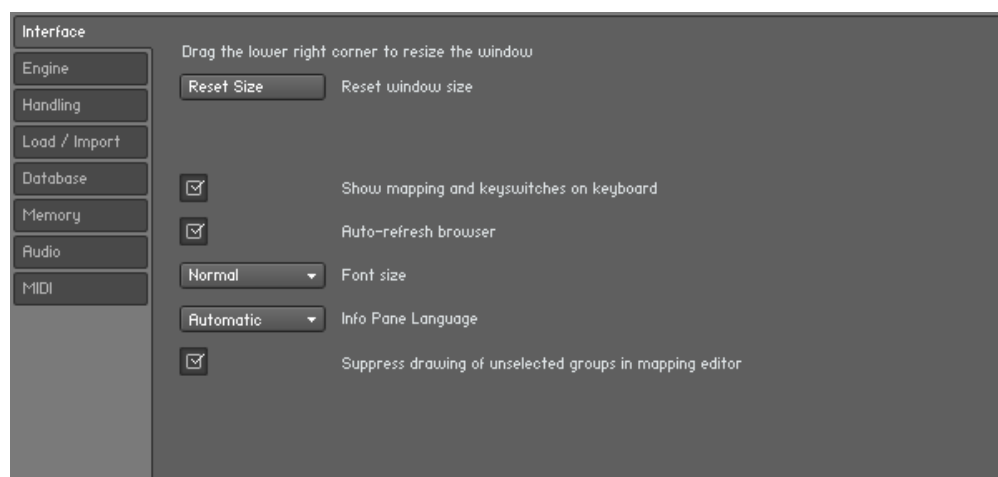 Interface
Engine
Handling
Load / Import
Database
Memory
Audio
MIDI
Drag the lower right corner to resize the window
Reset Size Reset window size
Show mapping and keyswitches on keyboard
Auto-refresh browser
Normal Font size
Automatic Info Pane Language
Suppress drawing of unselected groups in mapping editor